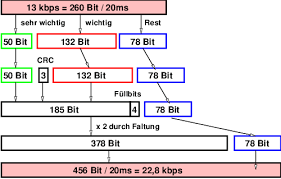 13 kbps = 260 Bit / 20ms
sehr wichtig wichtig Rest
50 Bit 132 Bit 78 Bit
CRC
50 Bit 3 132 Bit 78 Bit
Füllbits
185 Bit 4 78 Bit
x 2 durch Faltung
378 Bit 78 Bit
456 Bit / 20ms = 22,8 kbps